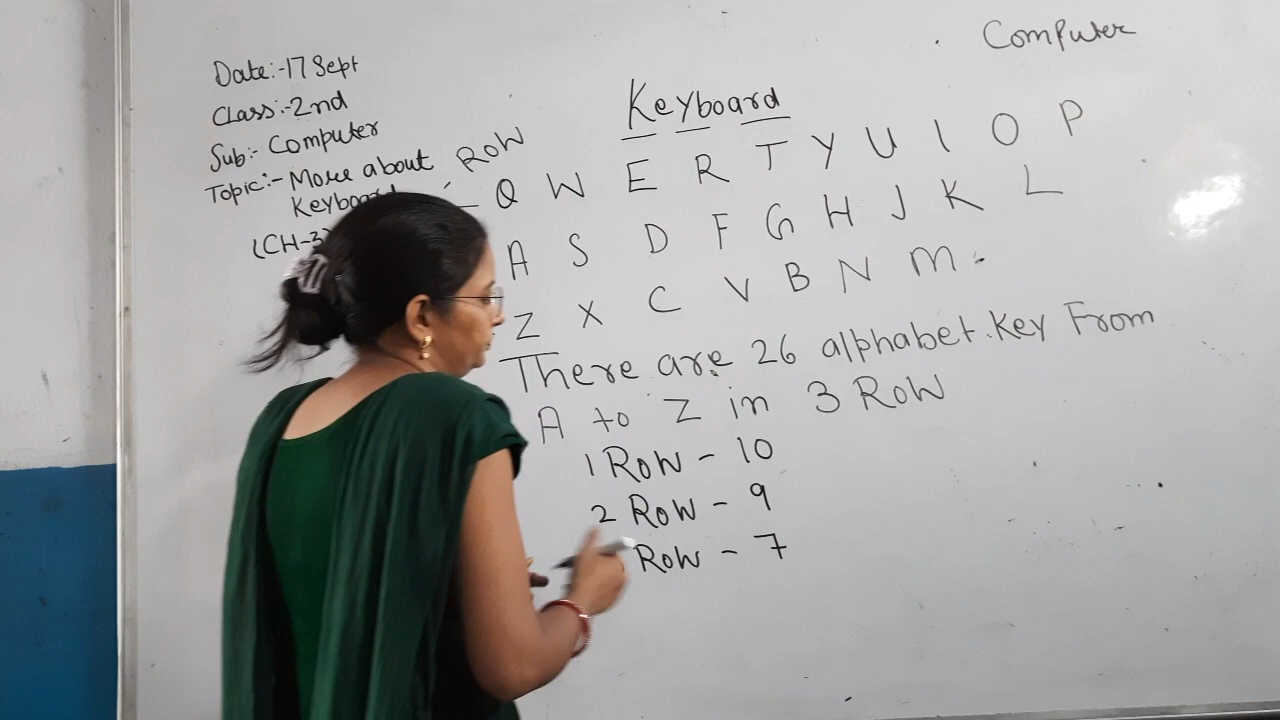 Computer
Date:-17 Sept
Class:-2nd
Sub:- Computer
Topic:- More about
Keyboard
(CH-3)
Keyboard
ROW
Q W E R T Y U I O P
A S D F G H J K L
Z X C V B N M.
There are 26 alphabet.Key From
A to Z in 3 Row
1 Row - 10
2 Row - 9
Row - 7